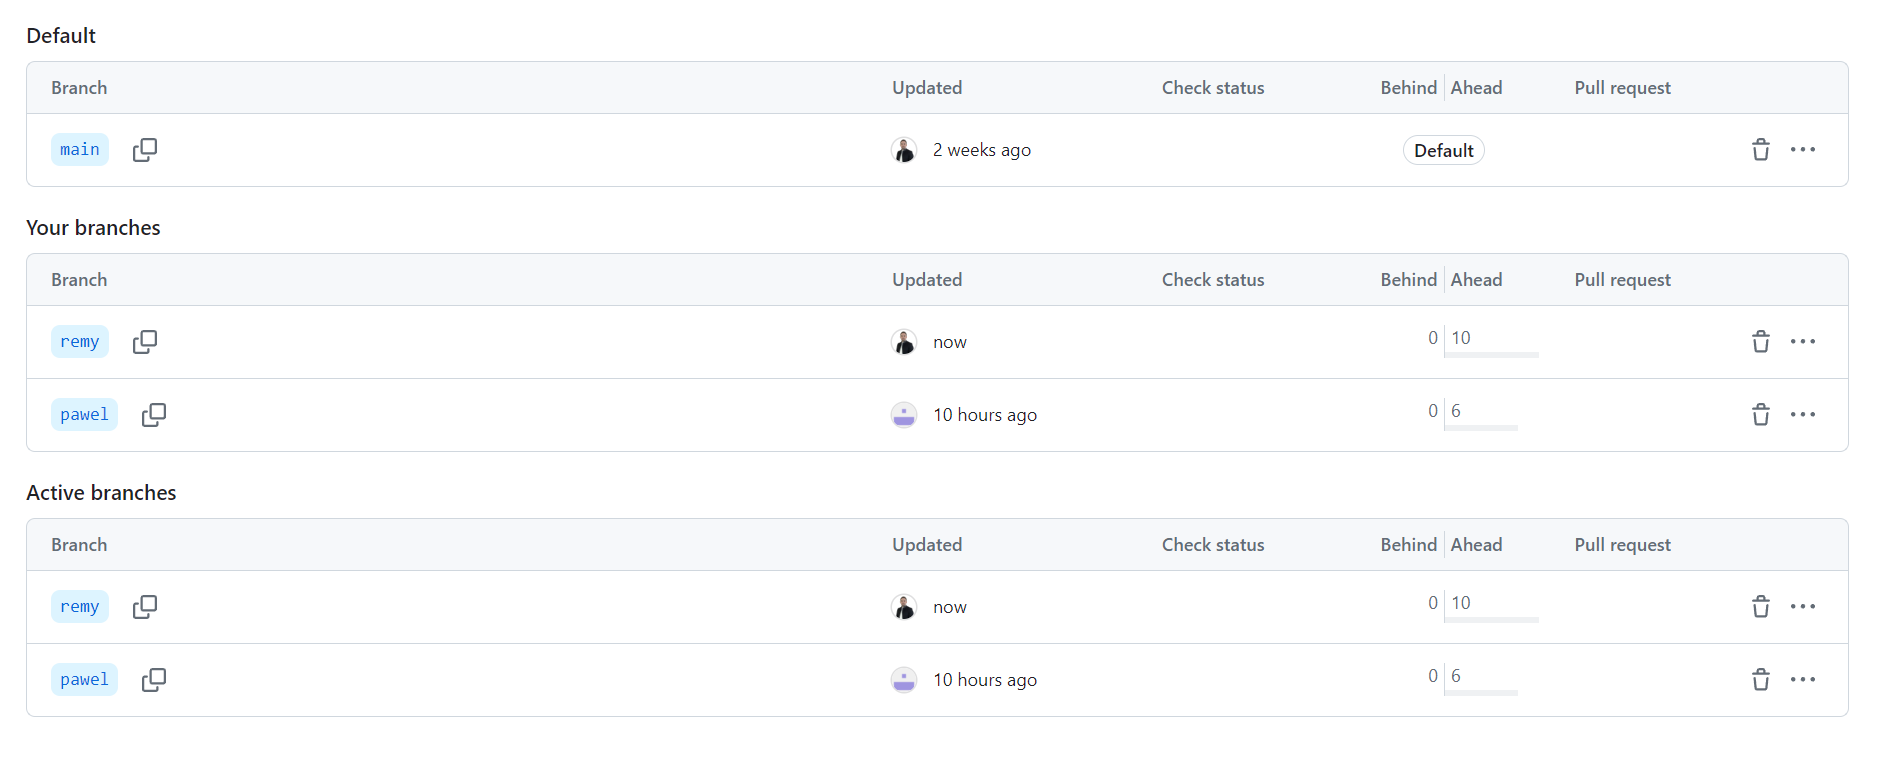 Default
Branch Updated Check status Behind Ahead Pull request
main 2 weeks ago Default
Your branches
Branch Updated Check status Behind Ahead Pull request
remy now 0 10
pawel 10 hours ago 0 6
Active branches
Branch Updated Check status Behind Ahead Pull request
remy now 0 10
pawel 10 hours ago 0 6